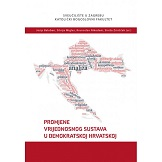 SVEUČILIŠTE U ZAGREBU
KATOLIČKI BOGOSLOVNI FAKULTET
PROMJENE
VRIJEDNOSNOG SUSTAVA
U DEMOKRATSKOJ HRVATSKOJ